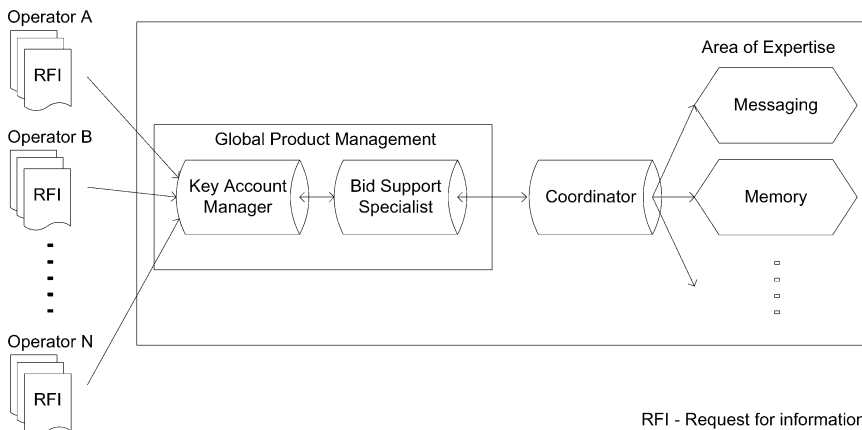 Operator A
RFI
Operator B
RFI
Operator N
RFI
Global Product Management
Key Account
Manager
Bid Support
Specialist
Coordinator
Area of Expertise
Messaging
Memory
RFI - Request for information